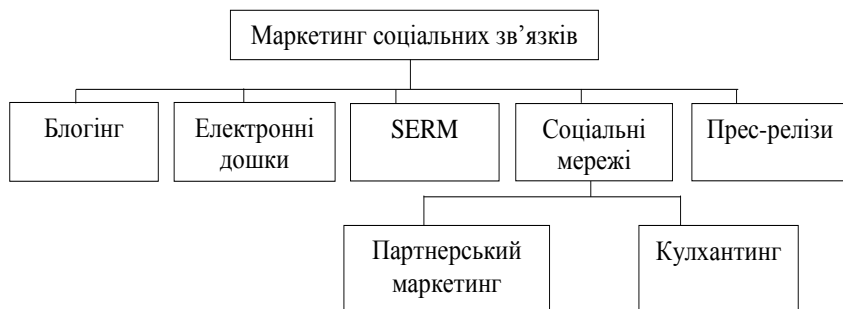 Маркетинг соціальних зв’язків
Блогінг
Електронні
дошки
SERM
Соціальні
мережі
Прес-релізи
Партнерський
маркетинг
Кулхантинг